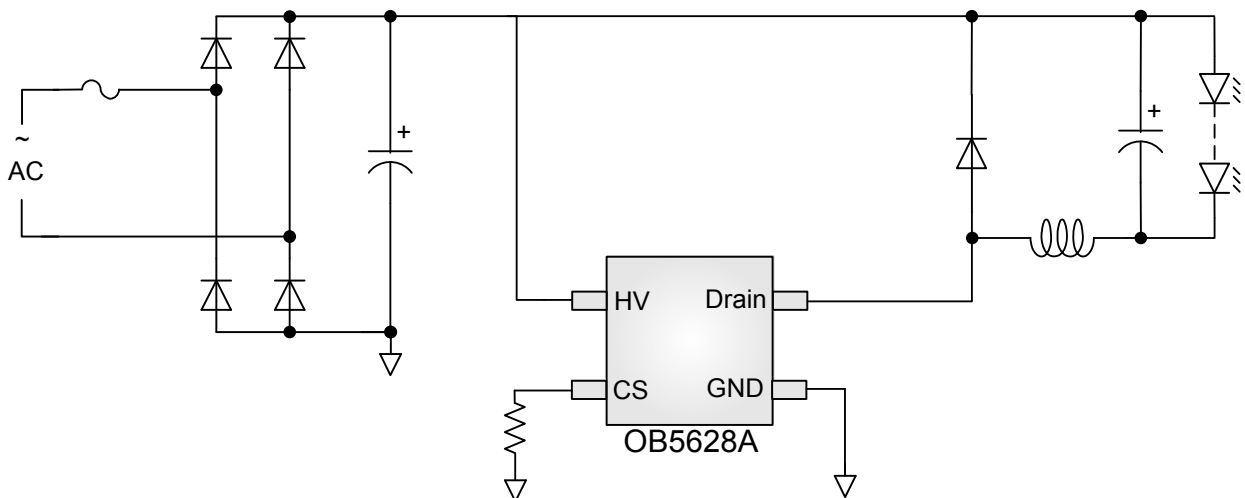 +
+
~
AC
HV
Drain
CS
GND
OB5628A